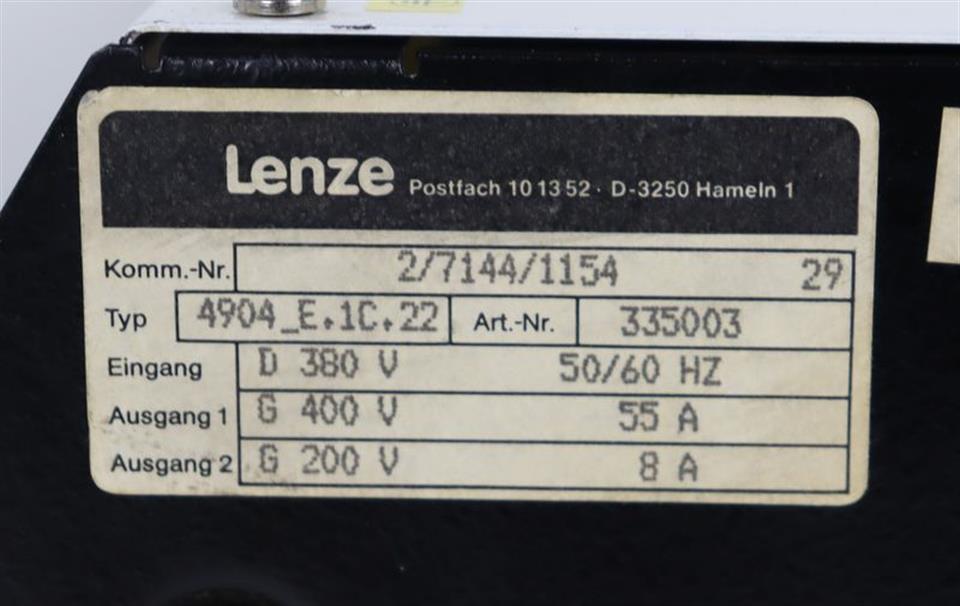 Lenze Postfach 10 13 52 · D-3250 Hameln 1
Komm.-Nr. 2/7144/1154 29
Typ 4904_E.1C.22 Art.-Nr. 335003
Eingang D 380 V 50/60 HZ
Ausgang 1 G 400 V 55 A
Ausgang 2 G 200 V 8 A